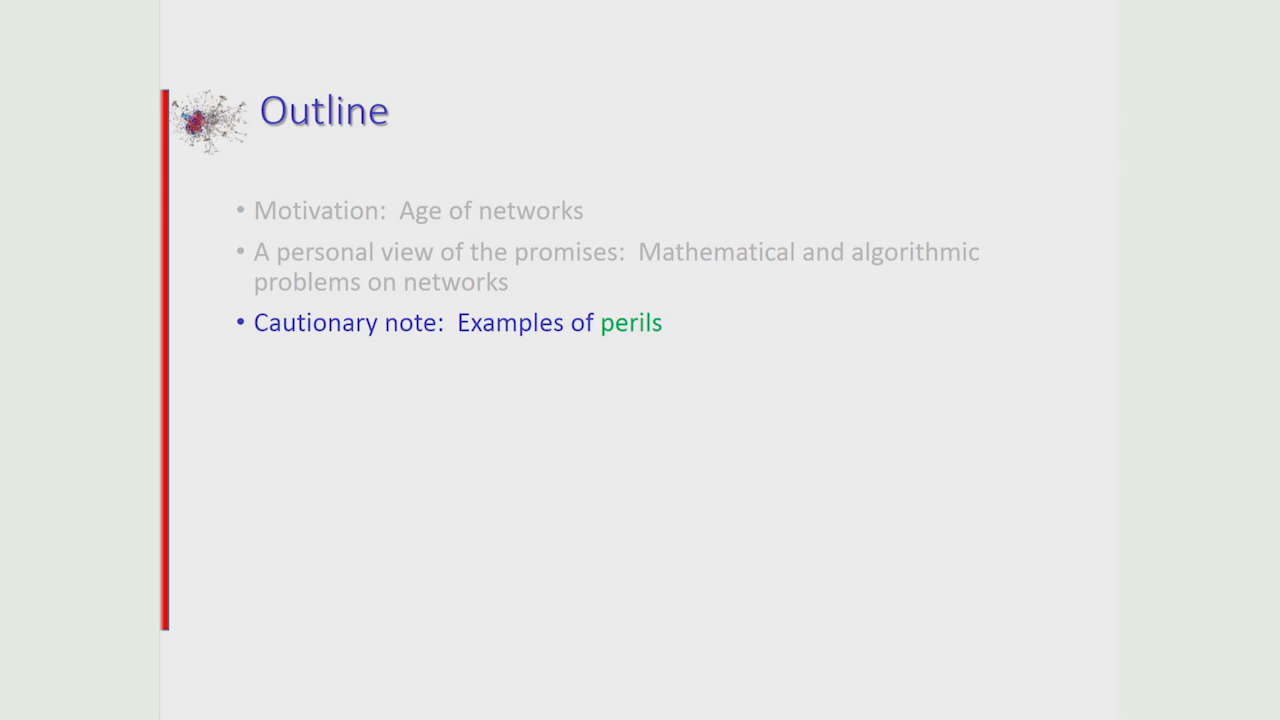 Outline
• Motivation: Age of networks
• A personal view of the promises: Mathematical and algorithmic
problems on networks
• Cautionary note: Examples of perils